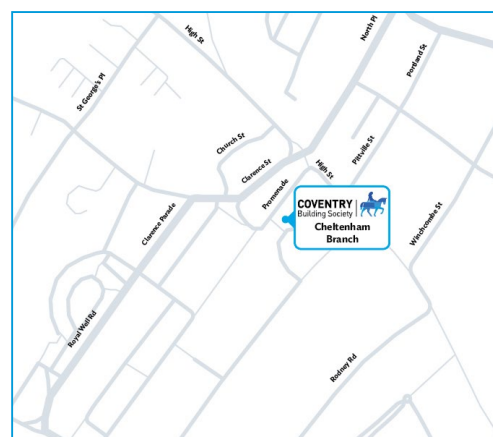 High St
North Pl
Portland St
St George's Pl
Church St
Clarence St
High St
Pittville St
Promenade
COVENTRY
Building Society
Cheltenham
Branch
Clarence Parade
Winchcombe St
Royal Well Rd
Rodney Rd